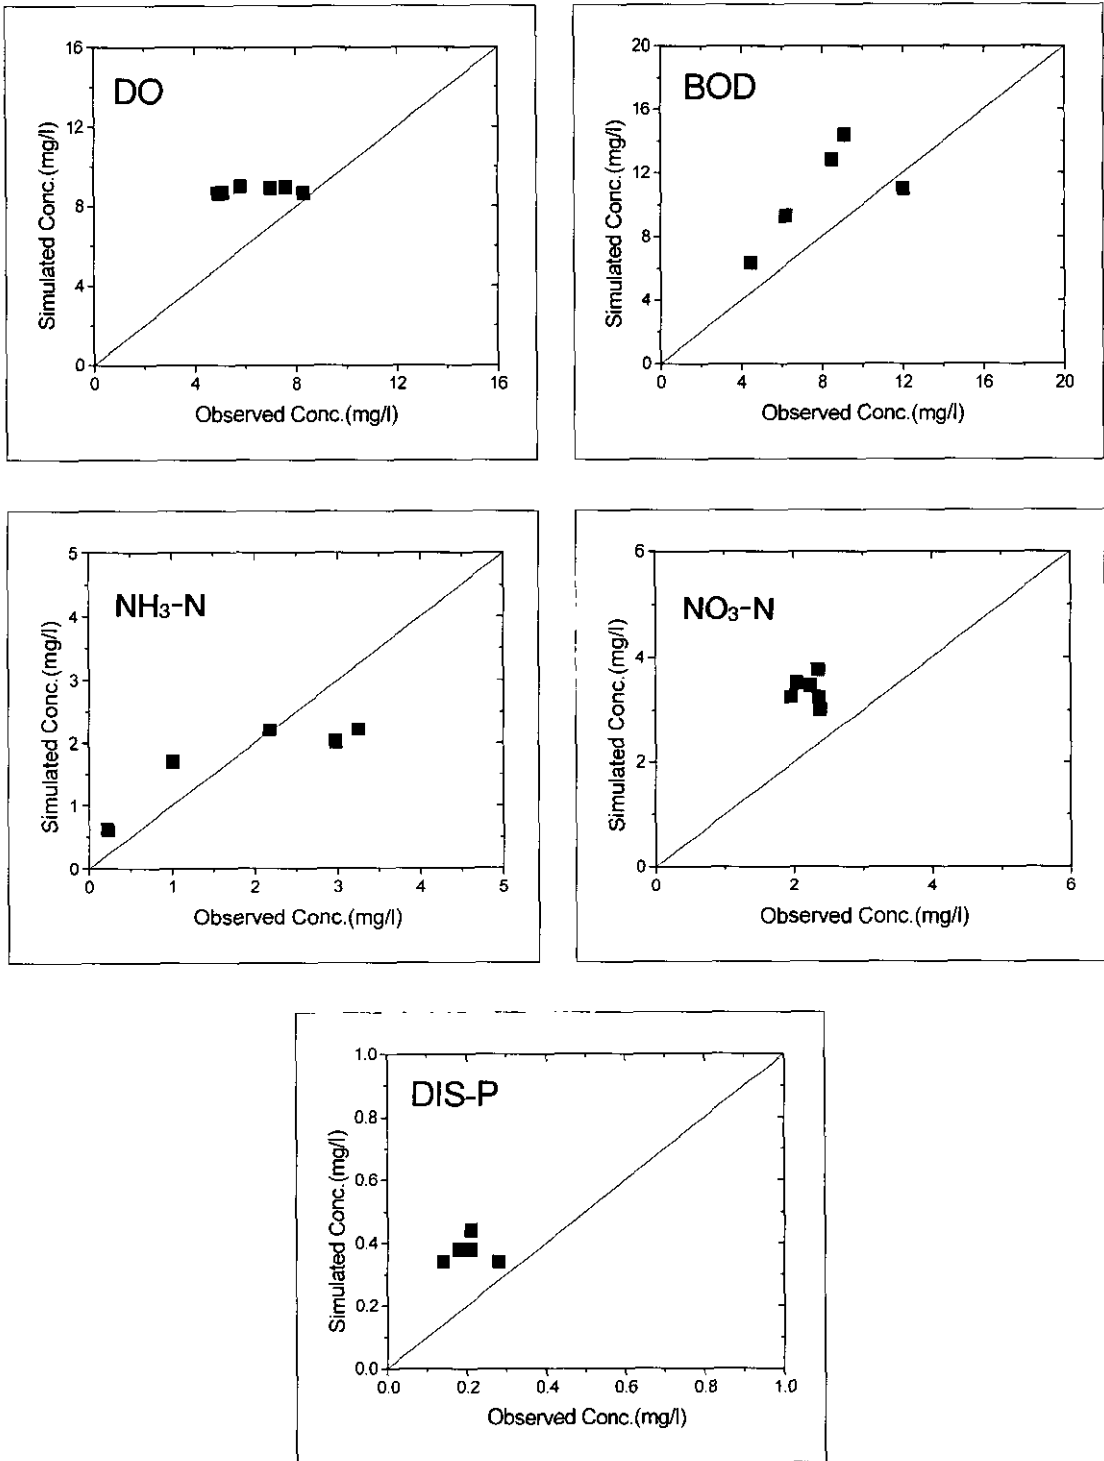 DO
Simulated Conc.(mg/l)
16
12
8
4
0
0 4 8 12 16
Observed Conc.(mg/l)
BOD
Simulated Conc.(mg/l)
20
16
12
8
4
0
0 4 8 12 16 20
Observed Conc.(mg/l)
NH₃-N
Simulated Conc.(mg/l)
5
4
3
2
1
0
0 1 2 3 4 5
Observed Conc.(mg/l)
NO₃-N
Simulated Conc.(mg/l)
6
4
2
0
0 2 4 6
Observed Conc.(mg/l)
DIS-P
Simulated Conc.(mg/l)
1.0
0.8
0.6
0.4
0.2
0.0
0.0 0.2 0.4 0.6 0.8 1.0
Observed Conc.(mg/l)